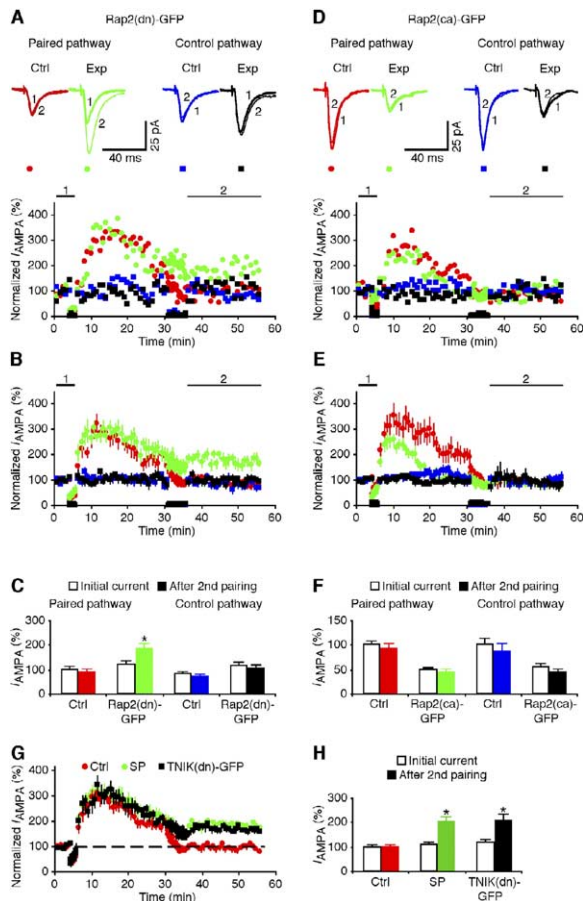 A Rap2(dn)-GFP
Paired pathway Control pathway
Ctrl Exp Ctrl Exp
1 1 2
2 2 1
25 pA
40 ms
1 2
Normalized IAMPA (%)
400
300
200
100
0
0 10 20 30 40 50 60
Time (min)
B
1 2
Normalized IAMPA (%)
400
300
200
100
0
0 10 20 30 40 50 60
Time (min)
C Initial current After 2nd pairing
Paired pathway Control pathway
IAMPA (%)
300
200
100
0
*
Ctrl Rap2(dn)-GFP Ctrl Rap2(dn)-GFP
D Rap2(ca)-GFP
Paired pathway Control pathway
Ctrl Exp Ctrl Exp
2 2 2 2
1 1 1 1
25 pA
40 ms
1 2
Normalized IAMPA (%)
400
300
200
100
0
0 10 20 30 40 50 60
Time (min)
E
1 2
Normalized IAMPA (%)
400
300
200
100
0
0 10 20 30 40 50 60
Time (min)
F Initial current After 2nd pairing
Paired pathway Control pathway
IAMPA (%)
150
100
50
0
Ctrl Rap2(ca)-GFP Ctrl Rap2(ca)-GFP
G Ctrl SP TNIK(dn)-GFP
Normalized IAMPA (%)
400
300
200
100
0
0 10 20 30 40 50 60
Time (min)
H Initial current
After 2nd pairing
IAMPA (%)
300
200
100
0
* *
Ctrl SP TNIK(dn)-GFP